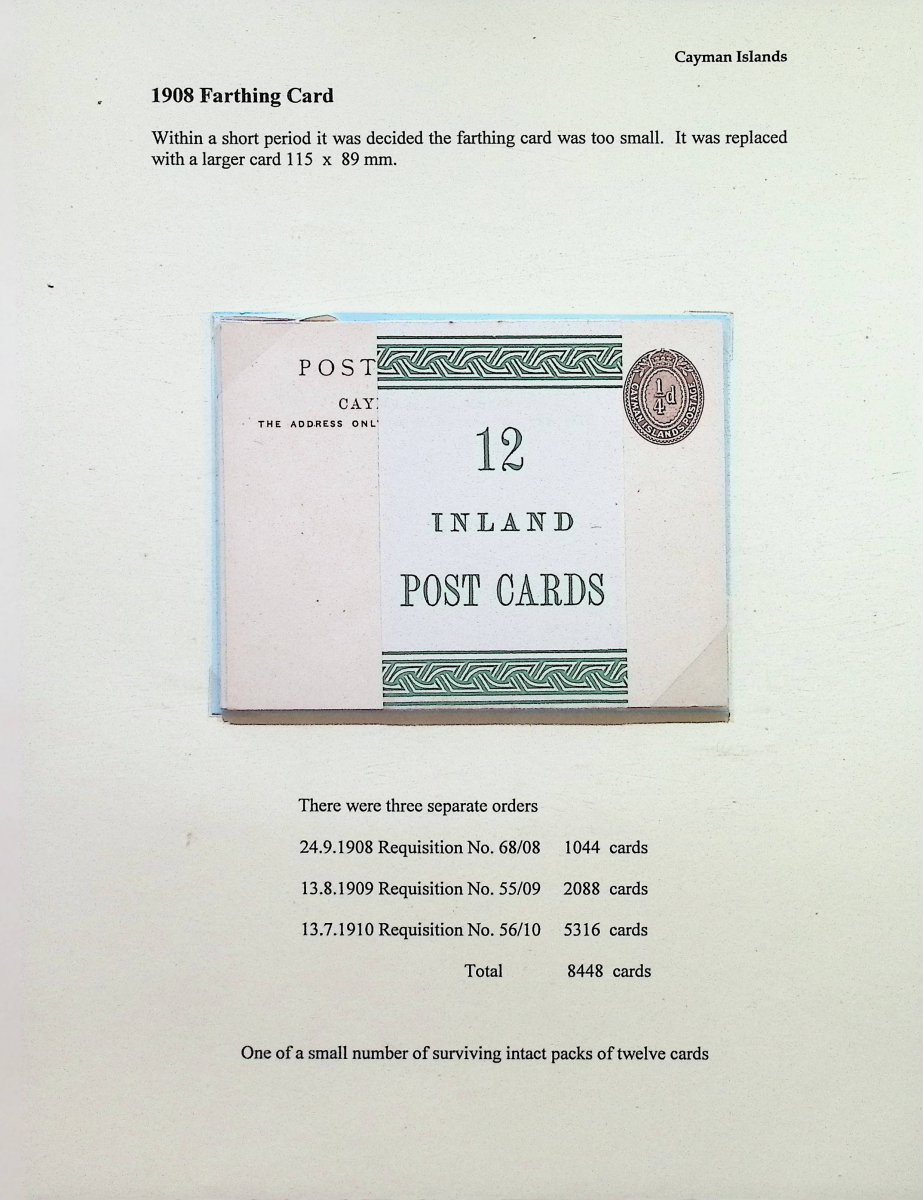 Cayman Islands
1908 Farthing Card
Within a short period it was decided the farthing card was too small. It was replaced
with a larger card 115 x 89 mm.
POST
CAY
THE ADDRESS ONL
¼d
CAYMAN ISLANDS POSTAGE
12
INLAND
POST CARDS
There were three separate orders
24.9.1908 Requisition No. 68/08 1044 cards
13.8.1909 Requisition No. 55/09 2088 cards
13.7.1910 Requisition No. 56/10 5316 cards
Total 8448 cards
One of a small number of surviving intact packs of twelve cards